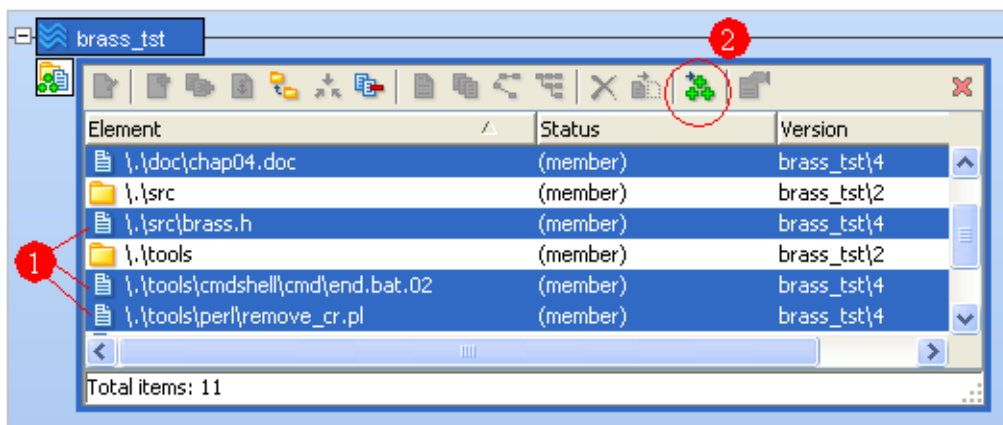 brass_tst
2
Element Status Version
\.\doc\chap04.doc (member) brass_tst\4
\.\src (member) brass_tst\2
\.\src\brass.h (member) brass_tst\4
1
\.\tools (member) brass_tst\2
\.\tools\cmdshell\cmd\end.bat.02 (member) brass_tst\4
\.\tools\perl\remove_cr.pl (member) brass_tst\4
Total items: 11